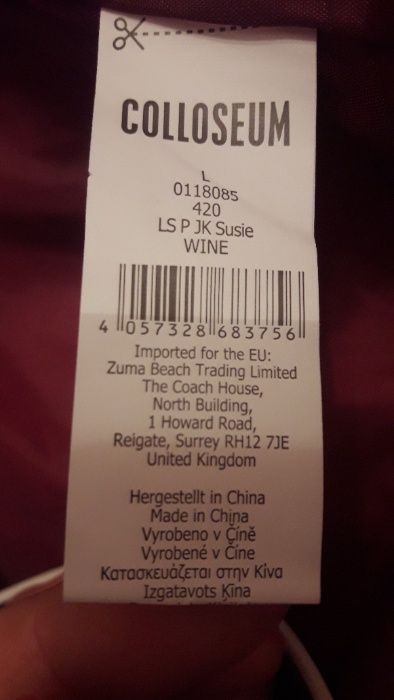 COLLOSEUM
L
0118085
420
LS P JK Susie
WINE
4 057328 683756
Imported for the EU:
Zuma Beach Trading Limited
The Coach House,
North Building,
1 Howard Road,
Reigate, Surrey RH12 7JE
United Kingdom
Hergestellt in China
Made in China
Vyrobeno v Číně
Vyrobené v Číne
Κατασκευάζεται στην Κίνα
Izgatavots Ķīna